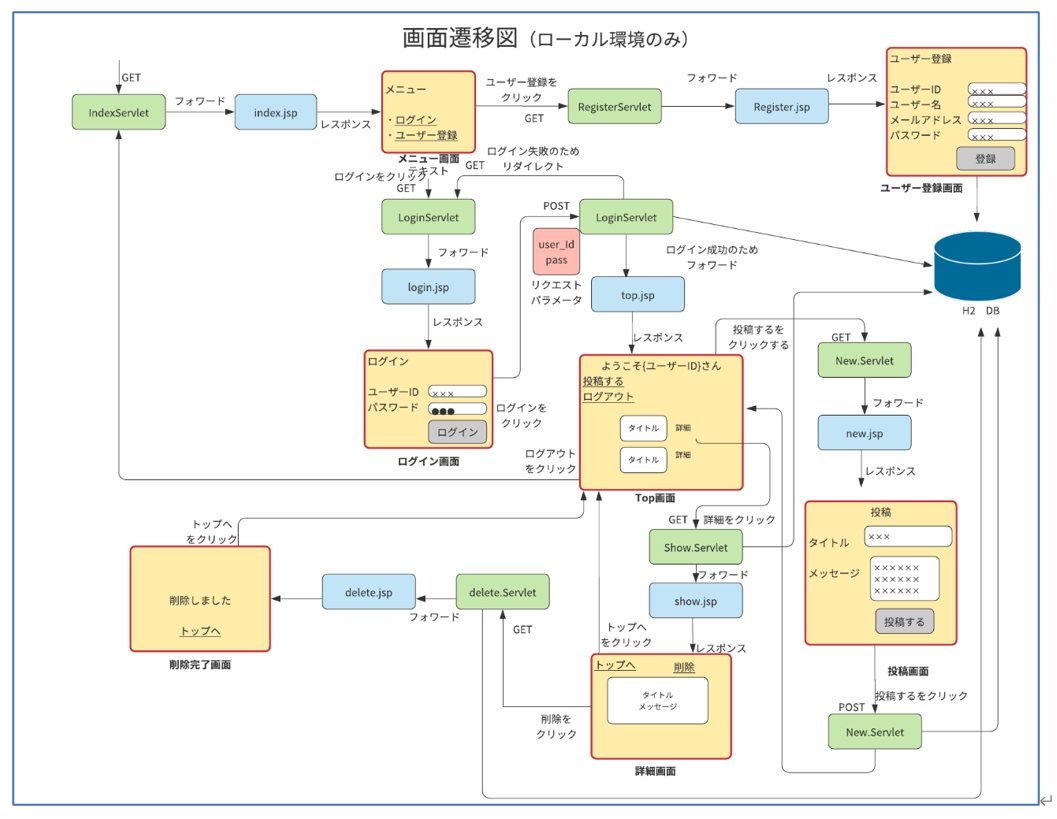 画面遷移図（ローカル環境のみ）
GET
IndexServlet
フォワード
index.jsp
レスポンス
メニュー
・ログイン
・ユーザー登録
メニュー画面
テキスト
ユーザー登録を
クリック
GET
RegisterServlet
フォワード
Register.jsp
レスポンス
ユーザー登録
ユーザーID
×××
ユーザー名
×××
メールアドレス
×××
パスワード
×××
登録
ユーザー登録画面
ログインをクリック
GET
LoginServlet
フォワード
login.jsp
レスポンス
ログイン
ユーザーID
×××
パスワード
●●●
ログイン
ログイン画面
ログイン失敗のため
リダイレクト
GET
POST
LoginServlet
user_Id
pass
リクエスト
パラメータ
ログイン成功のため
フォワード
top.jsp
レスポンス
ログインを
クリック
H2 DB
ようこそ{ユーザーID}さん
投稿する
ログアウト
タイトル
詳細
タイトル
詳細
Top画面
ログアウト
をクリック
投稿するを
クリックする
GET
New.Servlet
フォワード
new.jsp
レスポンス
投稿
タイトル
×××
メッセージ
××××××
××××××
××××××
投稿する
投稿画面
投稿するをクリック
POST
New.Servlet
GET
詳細をクリック
Show.Servlet
フォワード
show.jsp
レスポンス
トップへ
をクリック
トップへ
削除
タイトル
メッセージ
詳細画面
削除を
クリック
GET
delete.Servlet
フォワード
delete.jsp
トップへ
をクリック
削除しました
トップへ
削除完了画面